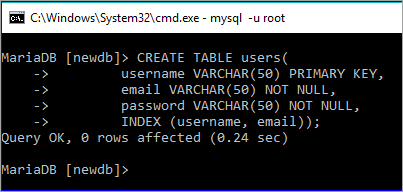 C:\Windows\System32\cmd.exe - mysql -u root
MariaDB [newdb]> CREATE TABLE users(
    ->         username VARCHAR(50) PRIMARY KEY,
    ->         email VARCHAR(50) NOT NULL,
    ->         password VARCHAR(50) NOT NULL,
    ->         INDEX (username, email));
Query OK, 0 rows affected (0.24 sec)
MariaDB [newdb]>